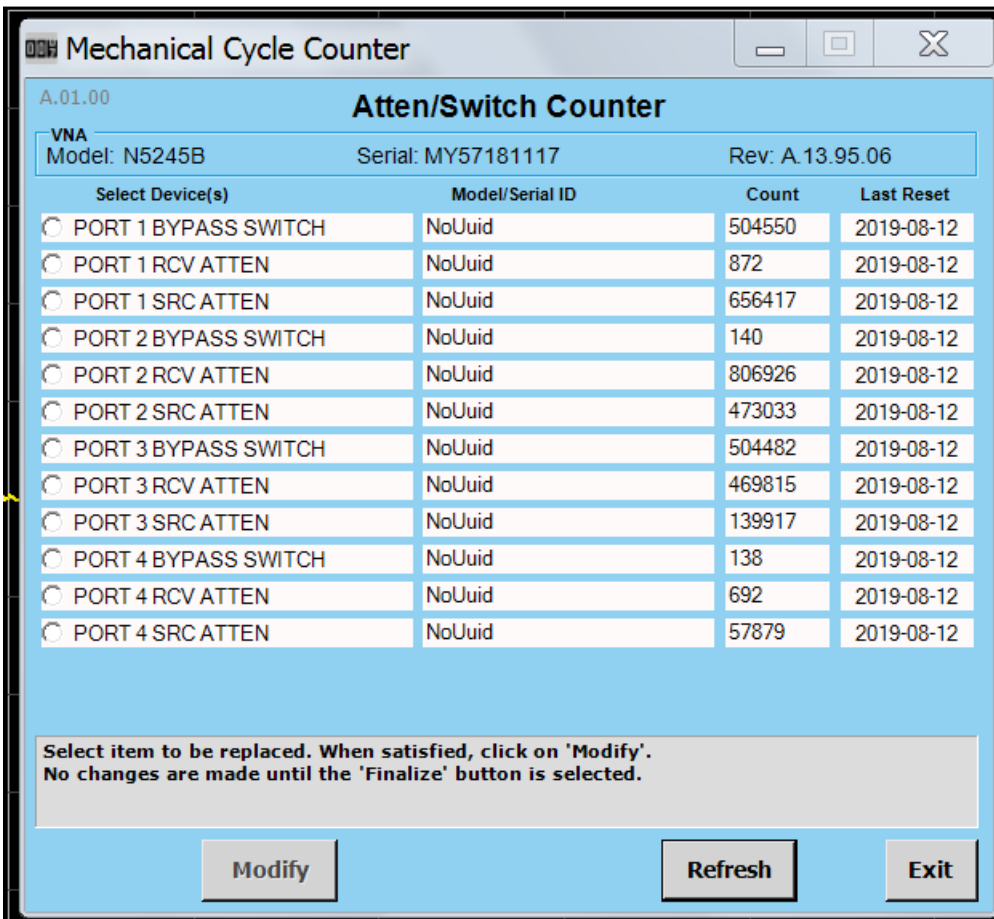 Mechanical Cycle Counter
A.01.00
Atten/Switch Counter
VNA
Model: N5245B Serial: MY57181117 Rev: A.13.95.06
Select Device(s) Model/Serial ID Count Last Reset
PORT 1 BYPASS SWITCH NoUuid 504550 2019-08-12
PORT 1 RCV ATTEN NoUuid 872 2019-08-12
PORT 1 SRC ATTEN NoUuid 656417 2019-08-12
PORT 2 BYPASS SWITCH NoUuid 140 2019-08-12
PORT 2 RCV ATTEN NoUuid 806926 2019-08-12
PORT 2 SRC ATTEN NoUuid 473033 2019-08-12
PORT 3 BYPASS SWITCH NoUuid 504482 2019-08-12
PORT 3 RCV ATTEN NoUuid 469815 2019-08-12
PORT 3 SRC ATTEN NoUuid 139917 2019-08-12
PORT 4 BYPASS SWITCH NoUuid 138 2019-08-12
PORT 4 RCV ATTEN NoUuid 692 2019-08-12
PORT 4 SRC ATTEN NoUuid 57879 2019-08-12
Select item to be replaced. When satisfied, click on 'Modify'.
No changes are made until the 'Finalize' button is selected.
Modify Refresh Exit